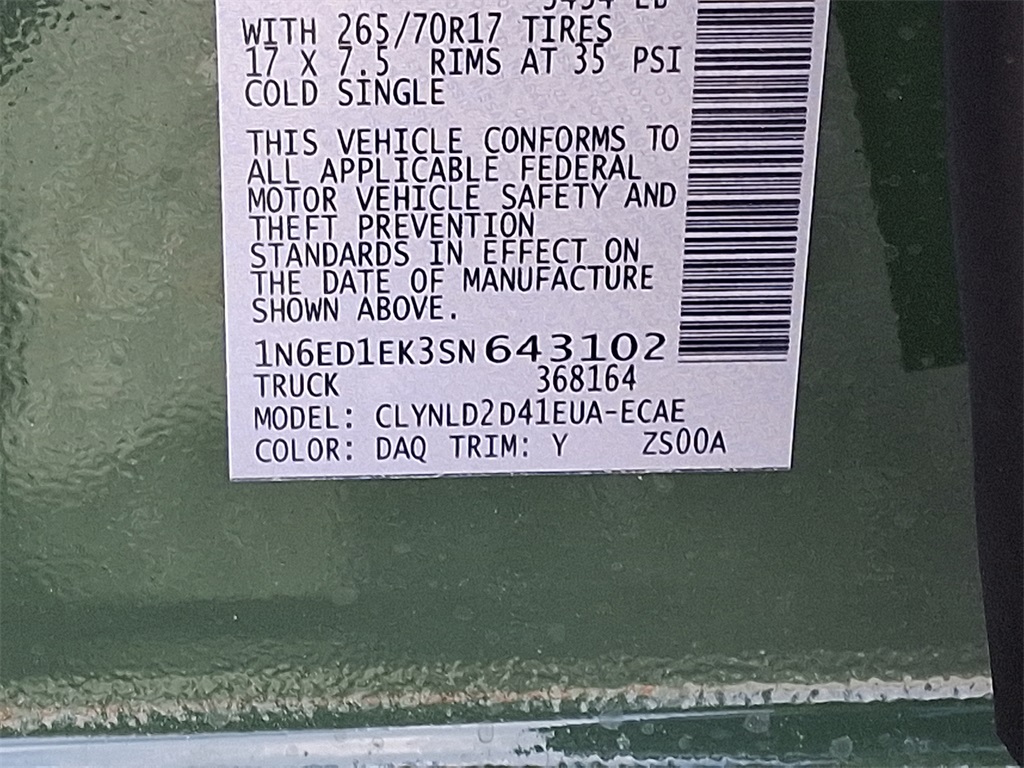 WITH 265/70R17 TIRES
17 X 7.5 RIMS AT 35 PSI
COLD SINGLE
THIS VEHICLE CONFORMS TO
ALL APPLICABLE FEDERAL
MOTOR VEHICLE SAFETY AND
THEFT PREVENTION
STANDARDS IN EFFECT ON
THE DATE OF MANUFACTURE
SHOWN ABOVE.
1N6ED1EK3SN643102
TRUCK 368164
MODEL: CLYNLD2D41EUA-ECAE
COLOR: DAQ TRIM: Y ZS00A